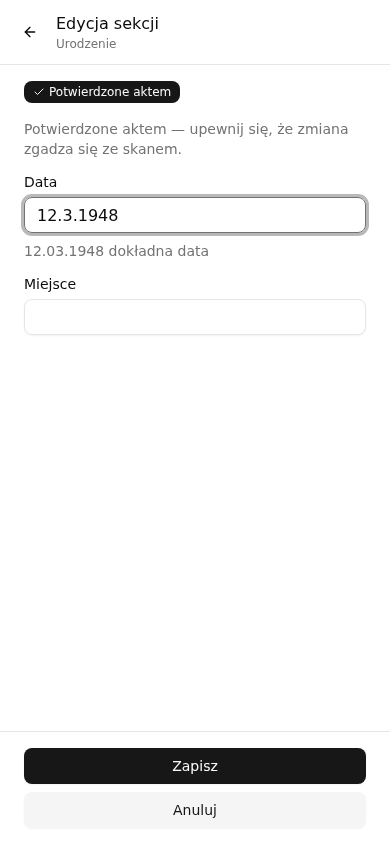 Edycja sekcji
Urodzenie
Potwierdzone aktem
Potwierdzone aktem — upewnij się, że zmiana
zgadza się ze skanem.
Data
12.3.1948
12.03.1948 dokładna data
Miejsce
Zapisz
Anuluj